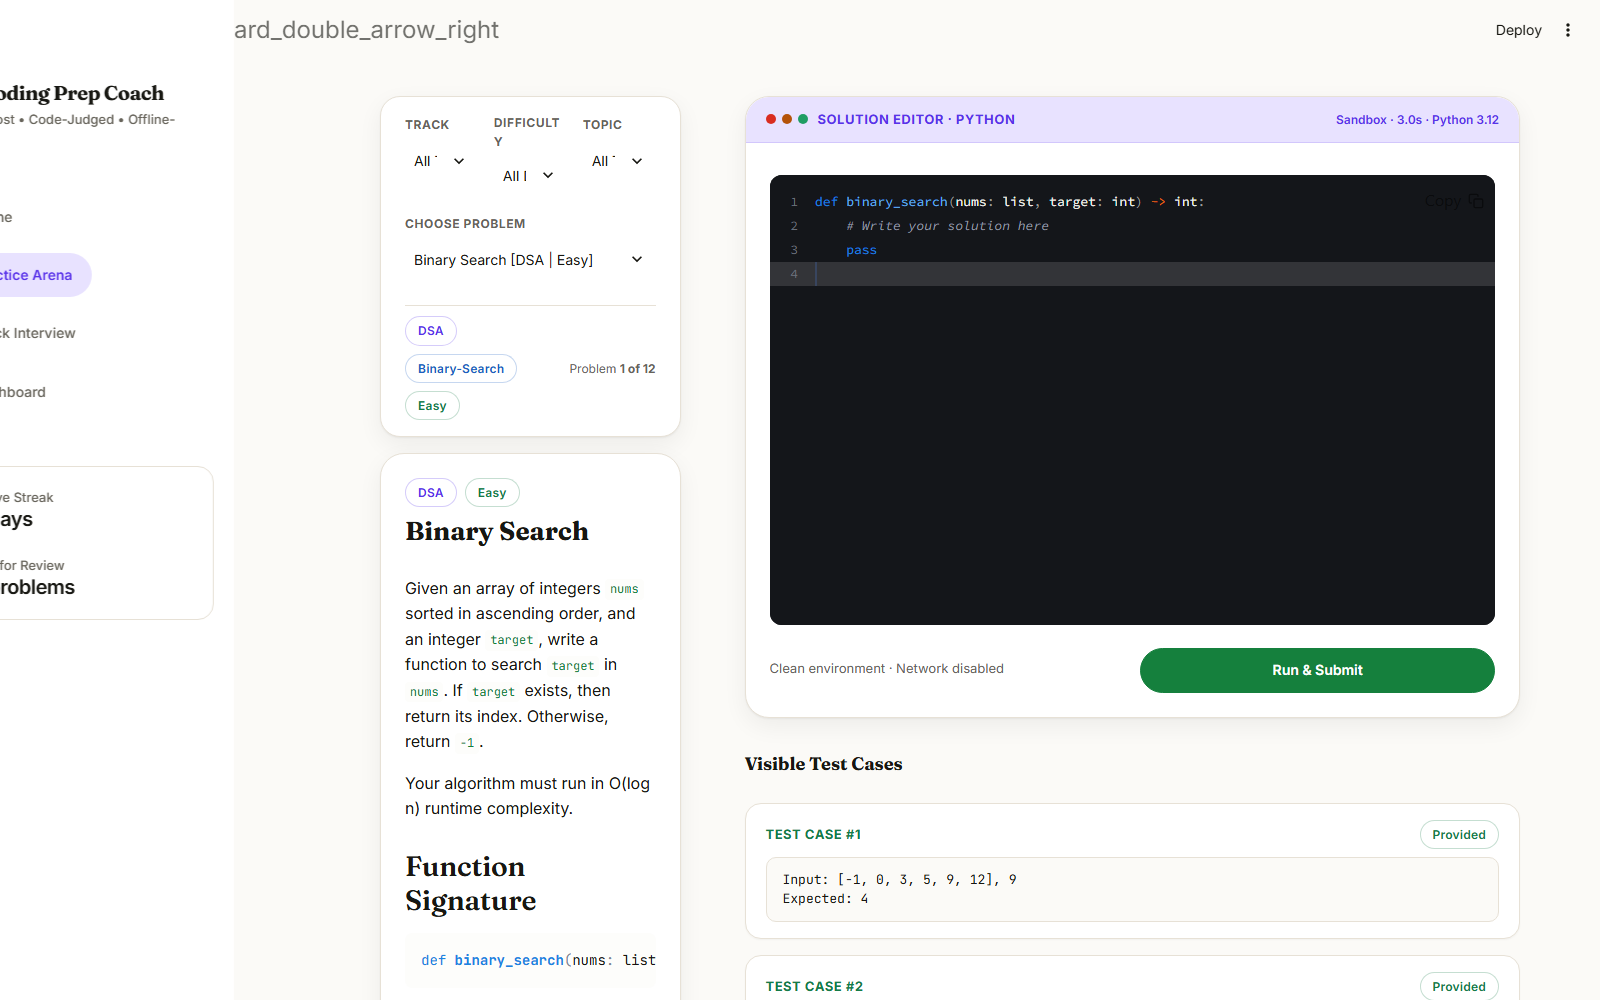 ard_double_arrow_right
Deploy
oding Prep Coach
ost • Code-Judged • Offline-
ne
ctice Arena
ck Interview
hboard
ve Streak
ays
for Review
roblems
TRACK
DIFFICULT
Y
TOPIC
All
All
All
CHOOSE PROBLEM
Binary Search [DSA | Easy]
DSA
Binary-Search
Problem 1 of 12
Easy
DSA
Easy
Binary Search
Given an array of integers nums
sorted in ascending order, and
an integer target, write a
function to search target in
nums. If target exists, then
return its index. Otherwise,
return -1.
Your algorithm must run in O(log
n) runtime complexity.
Function
Signature
def binary_search(nums: list
SOLUTION EDITOR · PYTHON
Sandbox · 3.0s · Python 3.12
Copy
1 def binary_search(nums: list, target: int) -> int:
2 # Write your solution here
3 pass
4
Clean environment · Network disabled
Run & Submit
Visible Test Cases
TEST CASE #1
Provided
Input: [-1, 0, 3, 5, 9, 12], 9
Expected: 4
TEST CASE #2
Provided